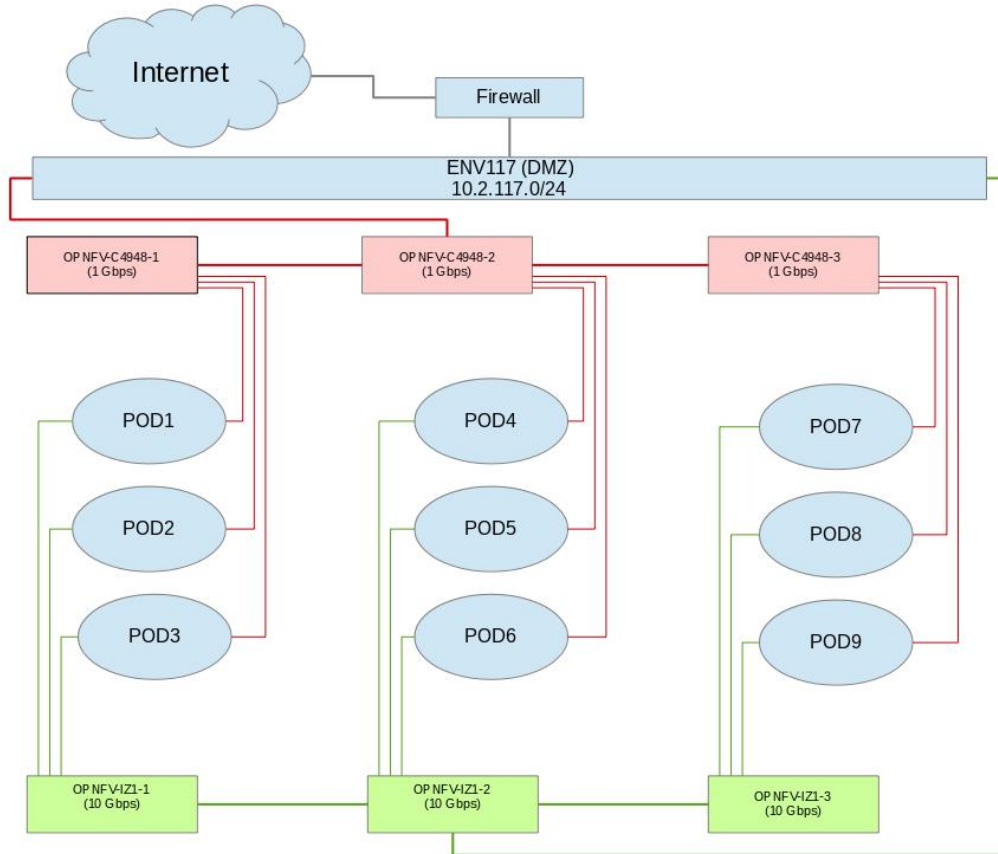 Internet
Firewall
ENV117 (DMZ)
10.2.117.0/24
OPNFV-C4948-1
(1 Gbps)
OPNFV-C4948-2
(1 Gbps)
OPNFV-C4948-3
(1 Gbps)
POD1
POD4
POD7
POD2
POD5
POD8
POD3
POD6
POD9
OPNFV-IZ1-1
(10 Gbps)
OPNFV-IZ1-2
(10 Gbps)
OPNFV-IZ1-3
(10 Gbps)